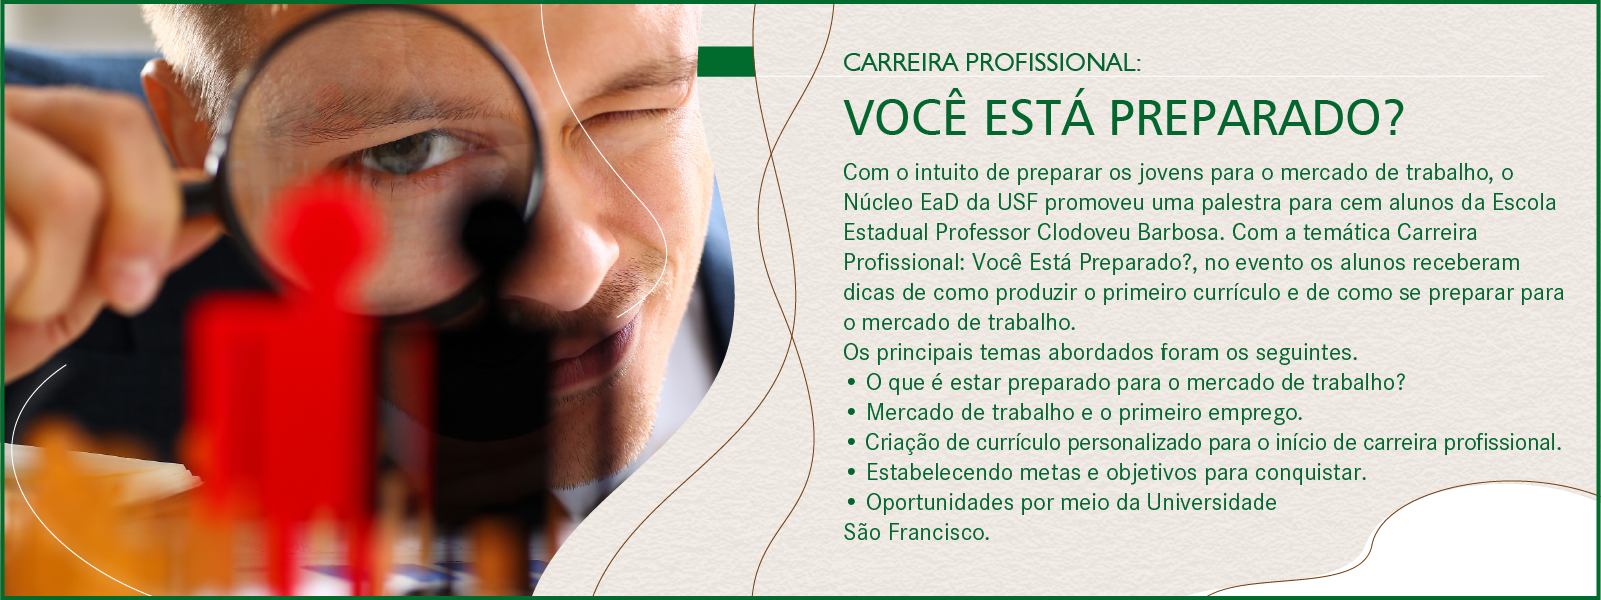 CARREIRA PROFISSIONAL:
VOCÊ ESTÁ PREPARADO?
Com o intuito de preparar os jovens para o mercado de trabalho, o
Núcleo EaD da USF promoveu uma palestra para cem alunos da Escola
Estadual Professor Clodoveu Barbosa. Com a temática Carreira
Profissional: Você Está Preparado?, no evento os alunos receberam
dicas de como produzir o primeiro currículo e de como se preparar para
o mercado de trabalho.
Os principais temas abordados foram os seguintes.
• O que é estar preparado para o mercado de trabalho?
• Mercado de trabalho e o primeiro emprego.
• Criação de currículo personalizado para o início de carreira profissional.
• Estabelecendo metas e objetivos para conquistar.
• Oportunidades por meio da Universidade
São Francisco.